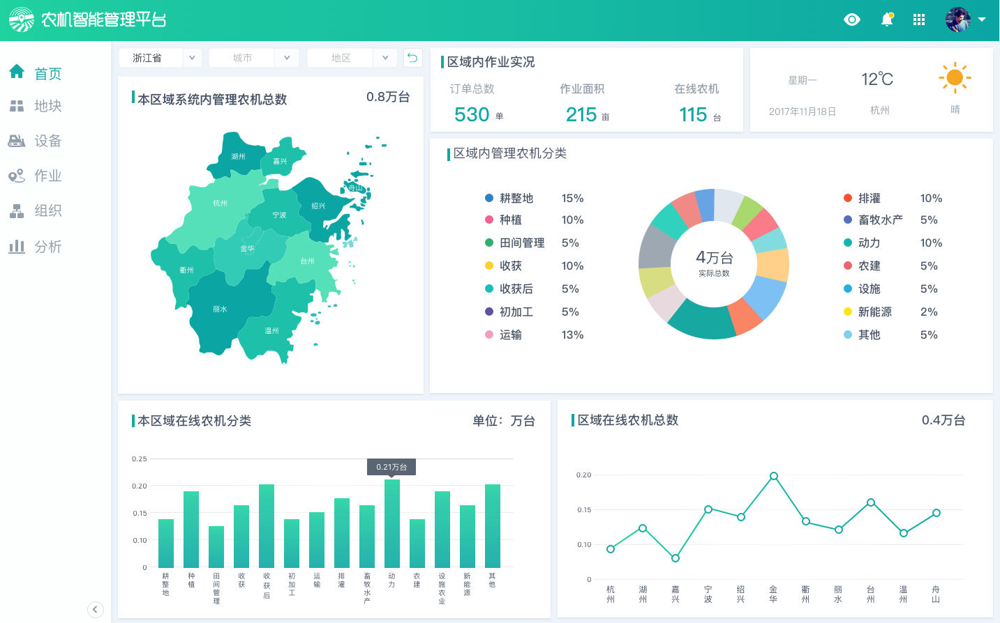 农机智能管理平台
首页
地块
设备
作业
组织
分析
浙江省
城市
地区
本区域系统内管理农机总数
0.8万台
湖州
嘉兴
杭州
舟山
绍兴
宁波
金华
台州
衢州
丽水
温州
区域内作业实况
订单总数
作业面积
在线农机
530 单
215 亩
115 台
星期一
12℃
2017年11月18日
杭州
晴
区域内管理农机分类
耕整地 15%
种植 10%
田间管理 5%
收获 10%
收获后 5%
初加工 5%
运输 13%
4万台
实际总数
排灌 10%
畜牧水产 5%
动力 10%
农建 5%
设施 5%
新能源 2%
其他 5%
本区域在线农机分类
单位：万台
0.25
0.20
0.15
0.10
0
0.21万台
耕整地
种植
田间管理
收获
收获后
初加工
运输
排灌
畜牧水产
动力
农建
设施农业
新能源
其他
区域在线农机总数
0.4万台
0.20
0.15
0.10
0
杭州
湖州
嘉兴
宁波
绍兴
金华
衢州
丽水
台州
温州
舟山